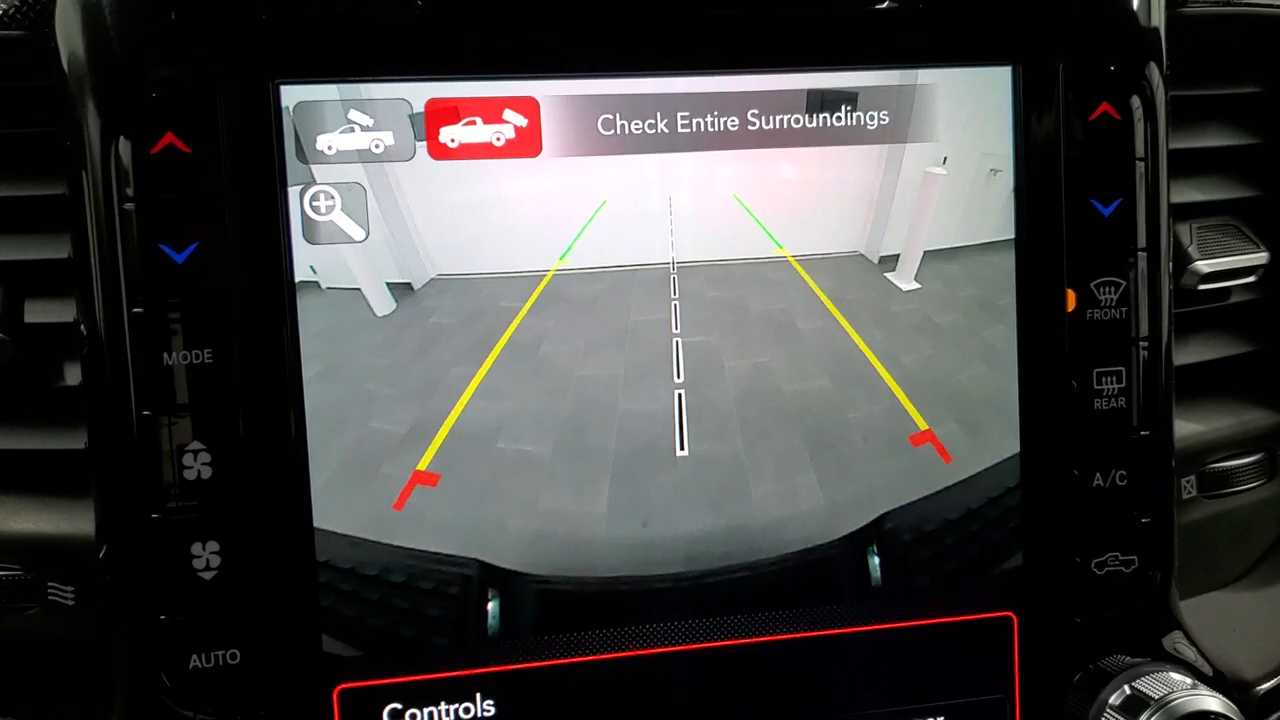 Check Entire Surroundings
MODE
AUTO
FRONT
REAR
A/C
Controls